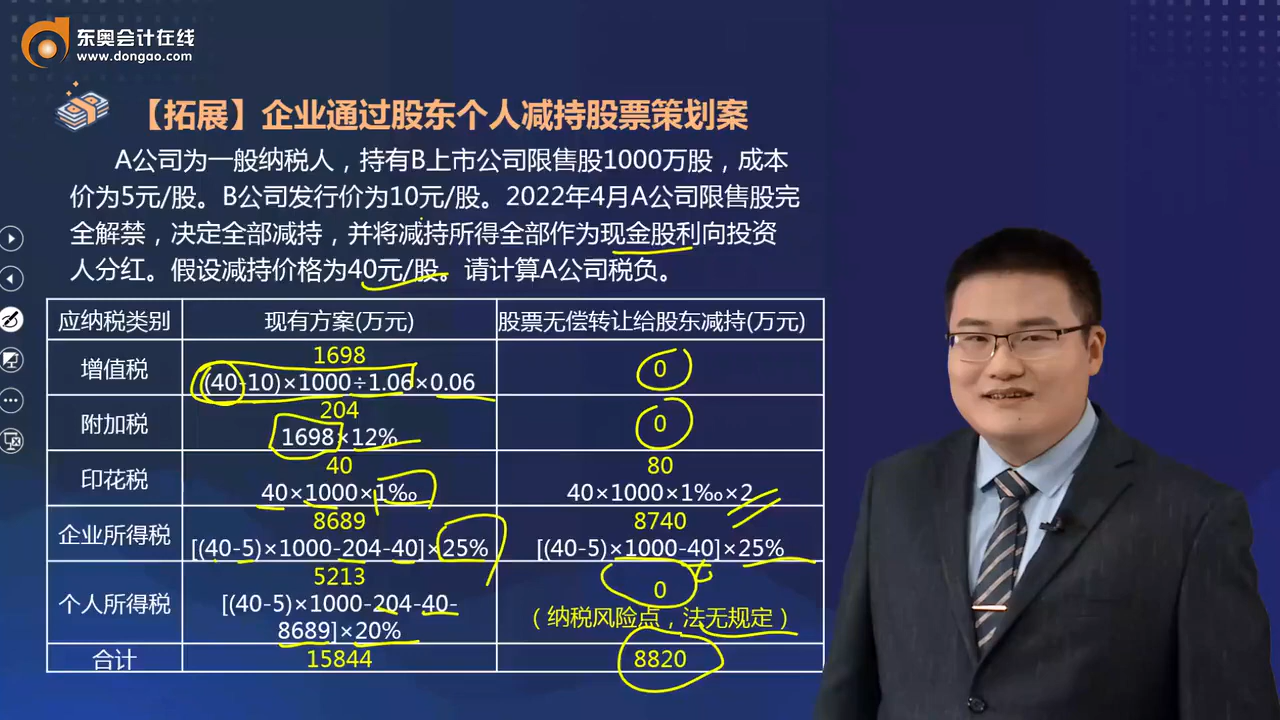 东奥会计在线
www.dongao.com
【拓展】企业通过股东个人减持股票策划案
A公司为一般纳税人，持有B上市公司限售股1000万股，成本
价为5元/股。B公司发行价为10元/股。2022年4月A公司限售股完
全解禁，决定全部减持，并将减持所得全部作为现金股利向投资
人分红。假设减持价格为40元/股。请计算A公司税负。
应纳税类别 现有方案(万元) 股票无偿转让给股东减持(万元)
增值税 1698 0
(40-10)×1000÷1.06×0.06
附加税 204 0
1698×12%
印花税 40 80
40×1000×1‰ 40×1000×1‰×2
企业所得税 8689 8740
[(40-5)×1000-204-40]×25% [(40-5)×1000-40]×25%
个人所得税 5213 0
[(40-5)×1000-204-40-
8689]×20% （纳税风险点，法无规定）
合计 15844 8820